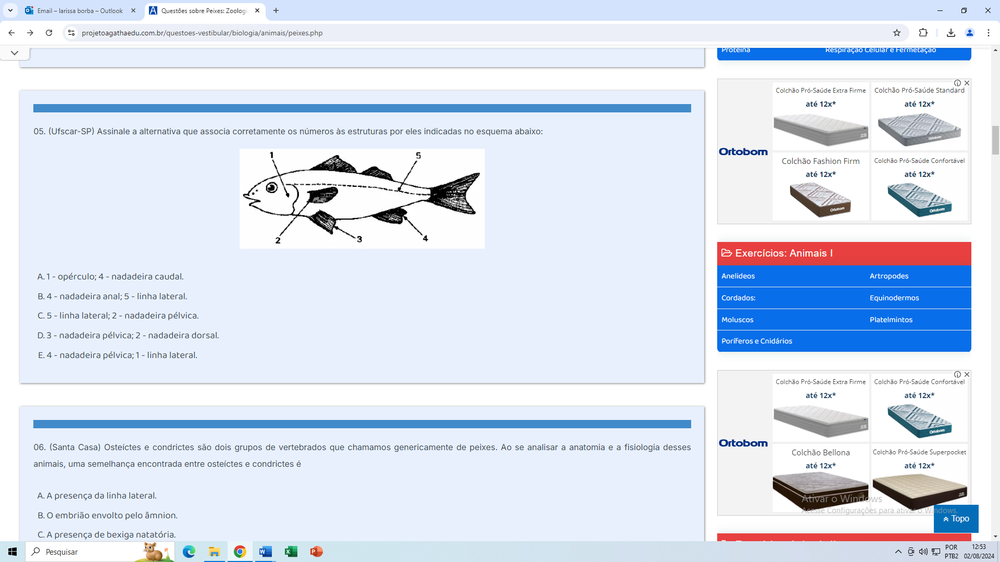 Email – larissa borba – Outlook
Questões sobre Peixes: Zoologi
projetoagathaedu.com.br/questoes-vestibular/biologia/animais/peixes.php
Proteína
Respiração Celular e Fermetação
05. (Ufscar-SP) Assinale a alternativa que associa corretamente os números às estruturas por eles indicadas no esquema abaixo:
1
5
2
3
4
A. 1 - opérculo; 4 - nadadeira caudal.
B. 4 - nadadeira anal; 5 - linha lateral.
C. 5 - linha lateral; 2 - nadadeira pélvica.
D. 3 - nadadeira pélvica; 2 - nadadeira dorsal.
E. 4 - nadadeira pélvica; 1 - linha lateral.
06. (Santa Casa) Osteíctes e condrictes são dois grupos de vertebrados que chamamos genericamente de peixes. Ao se analisar a anatomia e a fisiologia desses
animais, uma semelhança encontrada entre osteíctes e condrictes é
A. A presença da linha lateral.
B. O embrião envolto pelo âmnion.
C. A presença de bexiga natatória.
Ortobom
Colchão Pró-Saúde Extra Firme
até 12x*
Colchão Pró-Saúde Standard
até 12x*
Ortobom
Colchão Fashion Firm
até 12x*
Ortobom
Colchão Pró-Saúde Confortável
até 12x*
Ortobom
Exercícios: Animais I
Anelideos
Artropodes
Cordados:
Equinodermos
Moluscos
Platelmintos
Poríferos e Cnidários
Ortobom
Colchão Pró-Saúde Extra Firme
até 12x*
Colchão Pró-Saúde Confortável
até 12x*
Ortobom
Colchão Bellona
até 12x*
Colchão Pró-Saúde Superpocket
até 12x*
Ativar o Windows
Acesse Configurações para ativar o Windows.
Topo
Pesquisar
POR
PTB2
12:53
02/08/2024